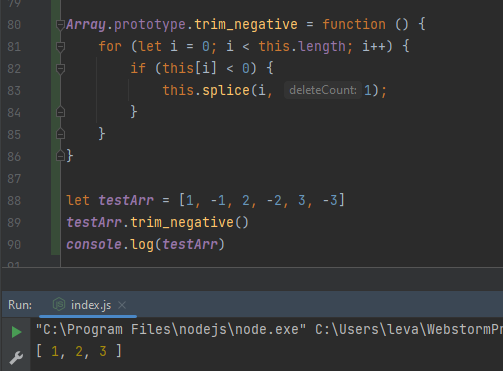 79
80 Array.prototype.trim_negative = function () {
81 for (let i = 0; i < this.length; i++) {
82 if (this[i] < 0) {
83 this.splice(i, deleteCount: 1);
84 }
85 }
86 }
87
88 let testArr = [1, -1, 2, -2, 3, -3]
89 testArr.trim_negative()
90 console.log(testArr)
91
Run: index.js ×
"C:\Program Files\nodejs\node.exe" C:\Users\leva\WebstormPr
[ 1, 2, 3 ]